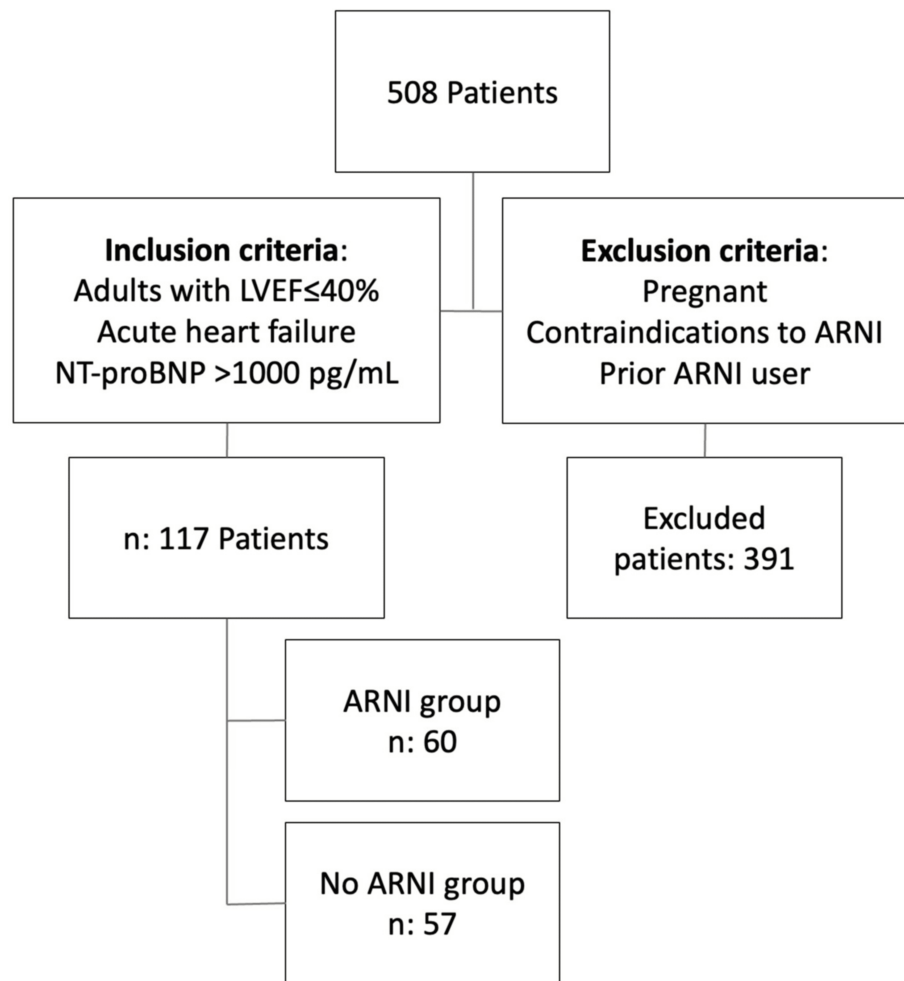 508 Patients
Inclusion criteria:
Adults with LVEF≤40%
Acute heart failure
NT-proBNP >1000 pg/mL
Exclusion criteria:
Pregnant
Contraindications to ARNI
Prior ARNI user
n: 117 Patients
Excluded
patients: 391
ARNI group
n: 60
No ARNI group
n: 57